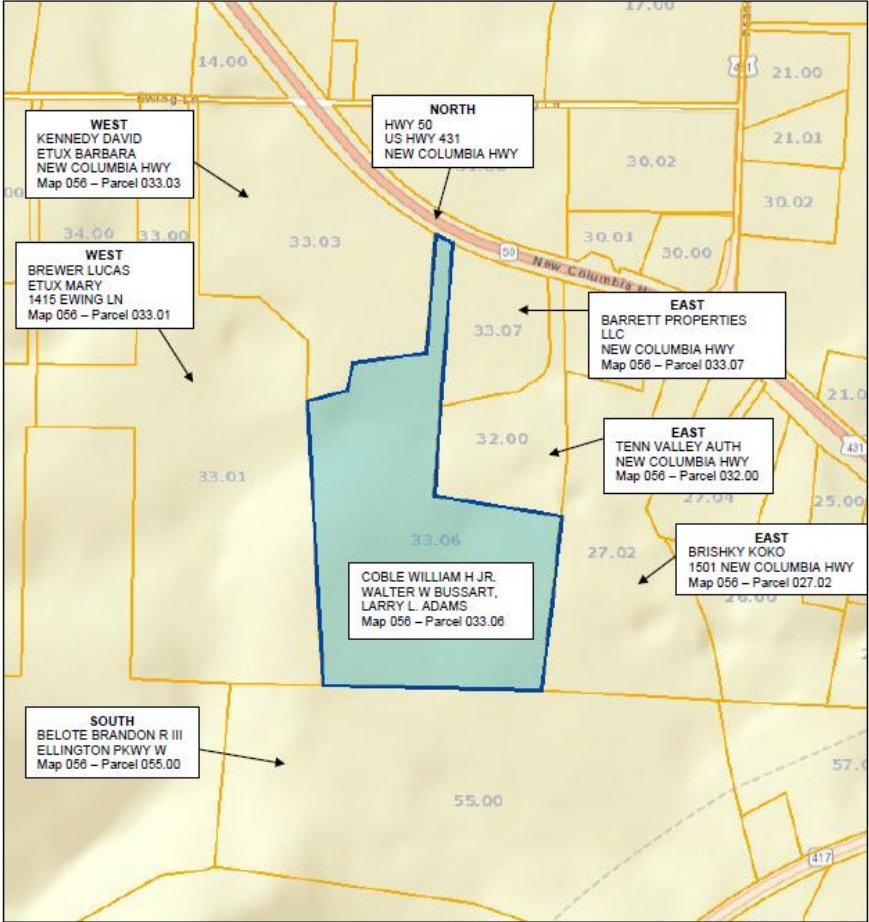 17.00
14.00
431
21.00
Ewing Ln
NORTH
HWY 50
US HWY 431
NEW COLUMBIA HWY
WEST
KENNEDY DAVID
ETUX BARBARA
NEW COLUMBIA HWY
Map 056 – Parcel 033.03
21.01
30.02
30.02
34.00
33.00
33.03
30.01
30.00
50
New Columbia H
WEST
BREWER LUCAS
ETUX MARY
1415 EWING LN
Map 056 – Parcel 033.01
33.07
EAST
BARRETT PROPERTIES
LLC
NEW COLUMBIA HWY
Map 056 – Parcel 033.07
21.0
32.00
EAST
TENN VALLEY AUTH
NEW COLUMBIA HWY
Map 056 – Parcel 032.00
431
33.01
27.04
25.00
33.06
27.02
EAST
BRISHKY KOKO
1501 NEW COLUMBIA HWY
Map 056 – Parcel 027.02
26.00
COBLE WILLIAM H JR.
WALTER W BUSSART,
LARRY L. ADAMS
Map 056 – Parcel 033.06
SOUTH
BELOTE BRANDON R III
ELLINGTON PKWY W
Map 056 – Parcel 055.00
57.0
55.00
417